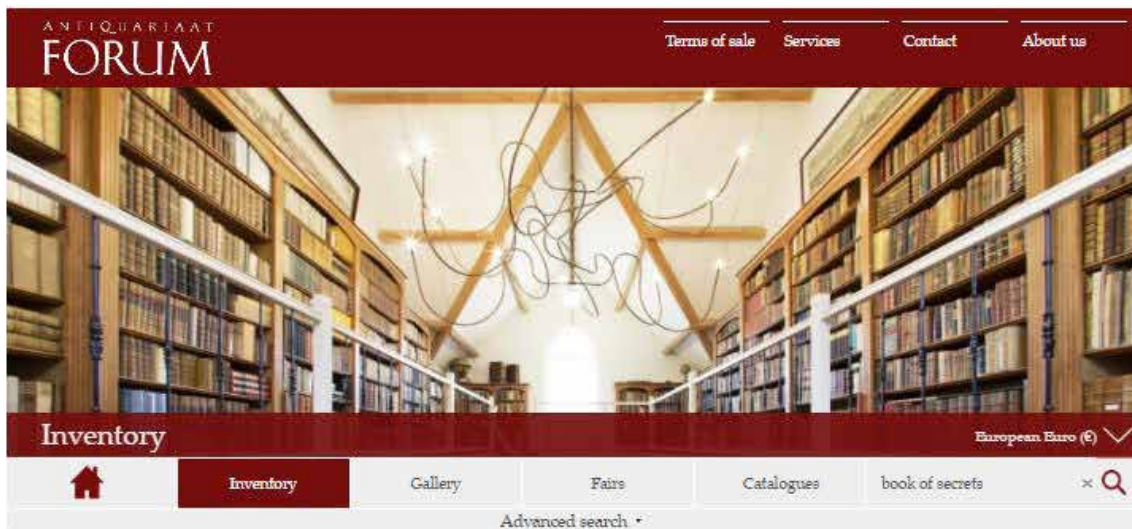 ANTIQUARIAAT
FORUM
Terms of sale Services Contact About us
Inventory
European Euro (€)
Inventory Gallery Fairs Catalogues book of secrets ×
Advanced search